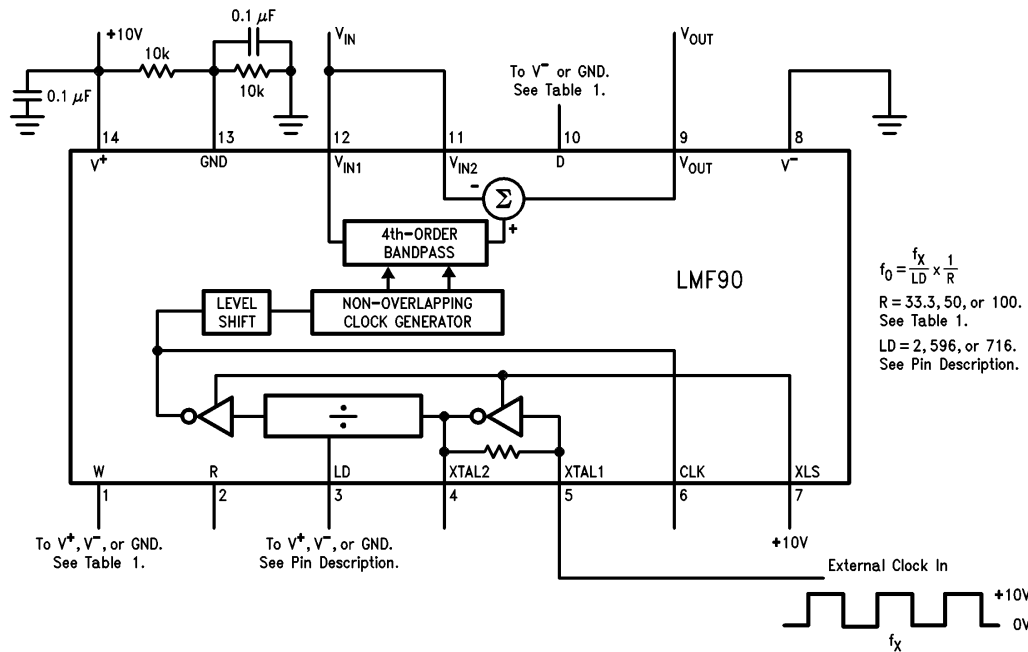 +10V
10k
0.1 μF
10k
0.1 μF
V_IN
V_OUT
To V⁻ or GND.
See Table 1.
14
13
12
11
10
9
8
V⁺
GND
V_IN1
V_IN2
D
V_OUT
V⁻
-
Σ
+
4th-ORDER
BANDPASS
LMF90
LEVEL
SHIFT
NON-OVERLAPPING
CLOCK GENERATOR
f_O = f_X/LD × 1/R
R = 33.3, 50, or 100.
See Table 1.
LD = 2, 596, or 716.
See Pin Description.
÷
W
R
LD
XTAL2
XTAL1
CLK
XLS
1
2
3
4
5
6
7
To V⁺, V⁻, or GND.
See Table 1.
To V⁺, V⁻, or GND.
See Pin Description.
+10V
External Clock In
+10V
0V
f_X